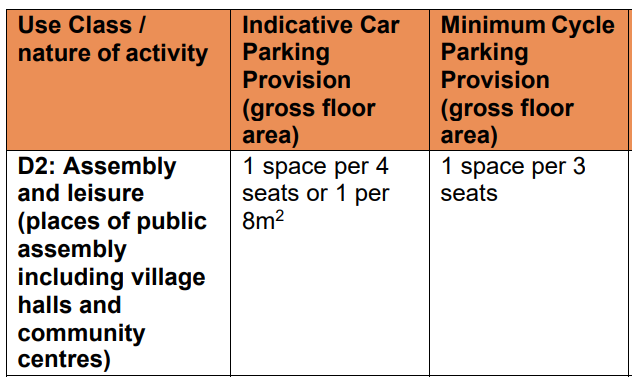 Use Class /
nature of activity
Indicative Car
Parking
Provision
(gross floor
area)
Minimum Cycle
Parking
Provision
(gross floor
area)
D2: Assembly
and leisure
(places of public
assembly
including village
halls and
community
centres)
1 space per 4
seats or 1 per
8m²
1 space per 3
seats